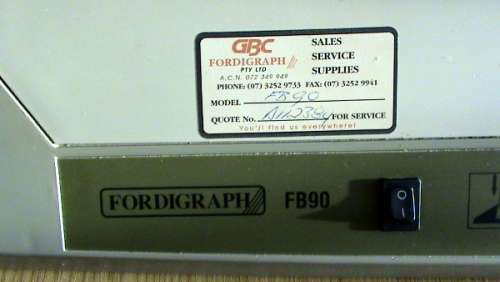 GBC
FORDIGRAPH
PTY LTD
A.C.N. 072 349 949
SALES
SERVICE
SUPPLIES
PHONE: (07) 3252 9733 FAX: (07) 3252 9941
MODEL FB90
QUOTE No. FOR SERVICE
You'll find us everywhere!
FORDIGRAPH FB90